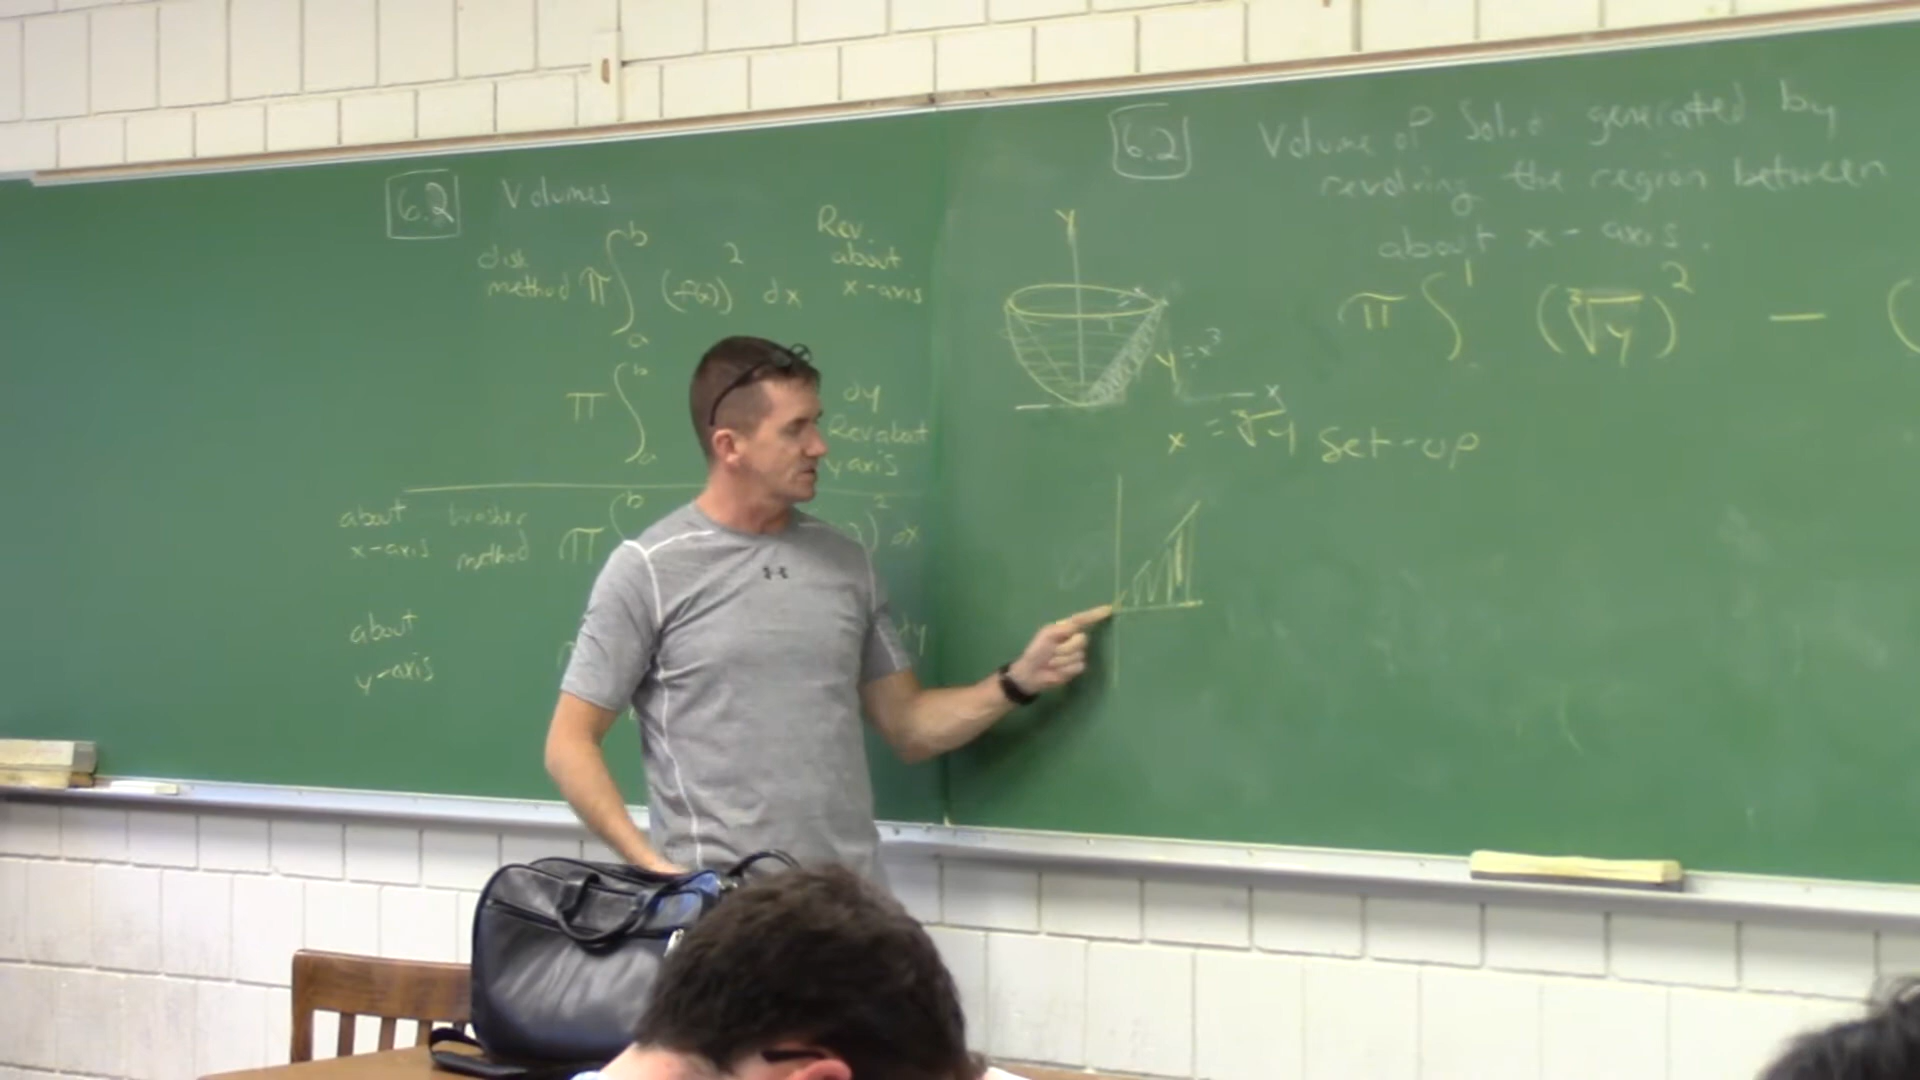 6.2 Volumes
disk method π ∫ b a (f(x))² dx Rev. about x-axis
π ∫ b a dy Rev about y axis
about x-axis washer method π ∫ b )² dx
about y-axis dy
6.2 Volume of Solid generated by
revolving the region between
about x-axis.
π ∫ 1 (∛y)² − (
Y
y = x³
x
x = ∛y set-up